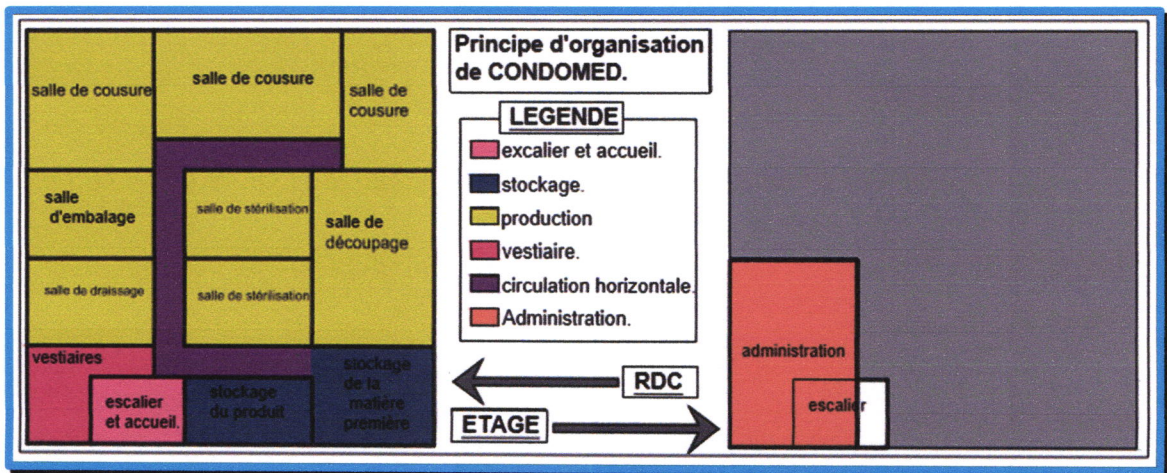 salle de cousure
salle de cousure
salle de
cousure
salle
d'embalage
salle de stérilisation
salle de
découpage
salle de draissage
salle de stérilisation
vestiaires
escalier
et accueil.
stockage
du produit
stockage
de la
matière
première
Principe d'organisation
de CONDOMED.
LEGENDE
excalier et accueil.
stockage.
production
vestiaire.
circulation horizontale.
Administration.
RDC
ETAGE
administration
escalier